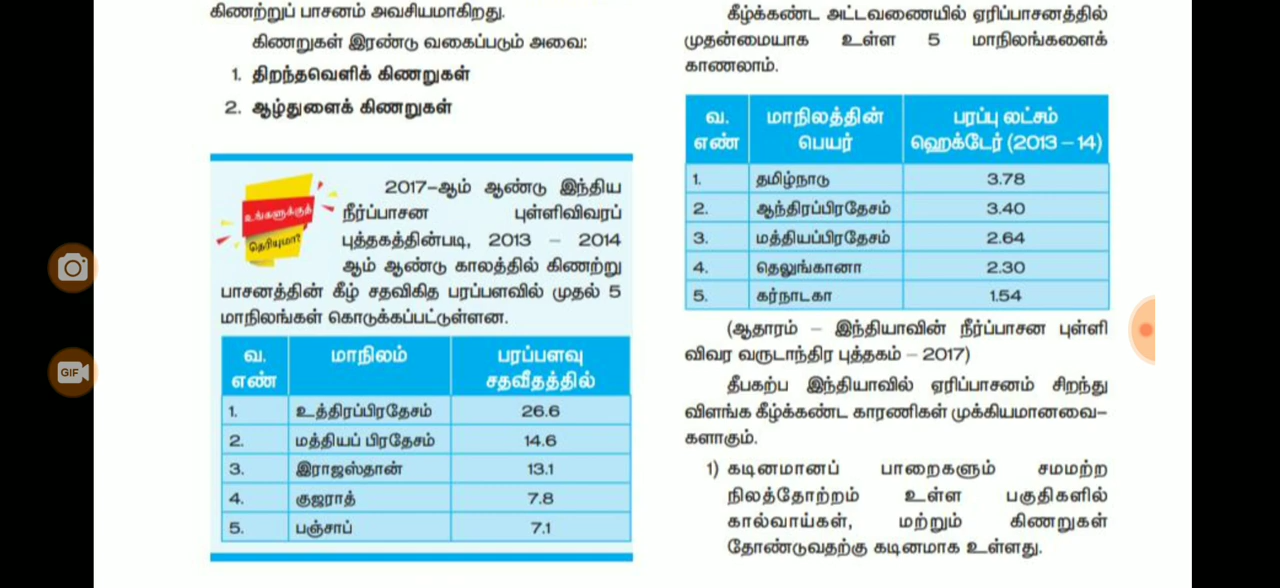 கிணற்றுப் பாசனம் அவசியமாகிறது.
கிணறுகள் இரண்டு வகைப்படும் அவை:
1. திறந்தவெளிக் கிணறுகள்
2. ஆழ்துளைக் கிணறுகள்
உங்களுக்குத்
தெரியுமா?
2017-ஆம் ஆண்டு இந்திய
நீர்ப்பாசன புள்ளிவிவரப்
புத்தகத்தின்படி, 2013 – 2014
ஆம் ஆண்டு காலத்தில் கிணற்று
பாசனத்தின் கீழ் சதவிகித பரப்பளவில் முதல் 5
மாநிலங்கள் கொடுக்கப்பட்டுள்ளன.
வ. எண் மாநிலம் பரப்பளவு சதவீதத்தில்
1. உத்திரப்பிரதேசம் 26.6
2. மத்தியப் பிரதேசம் 14.6
3. இராஜஸ்தான் 13.1
4. குஜராத் 7.8
5. பஞ்சாப் 7.1
கீழ்க்கண்ட அட்டவணையில் ஏரிப்பாசனத்தில்
முதன்மையாக உள்ள 5 மாநிலங்களைக்
காணலாம்.
வ. எண் மாநிலத்தின் பெயர் பரப்பு லட்சம் ஹெக்டேர் (2013 – 14)
1. தமிழ்நாடு 3.78
2. ஆந்திரப்பிரதேசம் 3.40
3. மத்தியப்பிரதேசம் 2.64
4. தெலுங்கானா 2.30
5. கர்நாடகா 1.54
(ஆதாரம் – இந்தியாவின் நீர்ப்பாசன புள்ளி
விவர வருடாந்திர புத்தகம் – 2017)
தீபகற்ப இந்தியாவில் ஏரிப்பாசனம் சிறந்து
விளங்க கீழ்க்கண்ட காரணிகள் முக்கியமானவை-
களாகும்.
1) கடினமானப் பாறைகளும் சமமற்ற
நிலத்தோற்றம் உள்ள பகுதிகளில்
கால்வாய்கள், மற்றும் கிணறுகள்
தோண்டுவதற்கு கடினமாக உள்ளது.
GIF